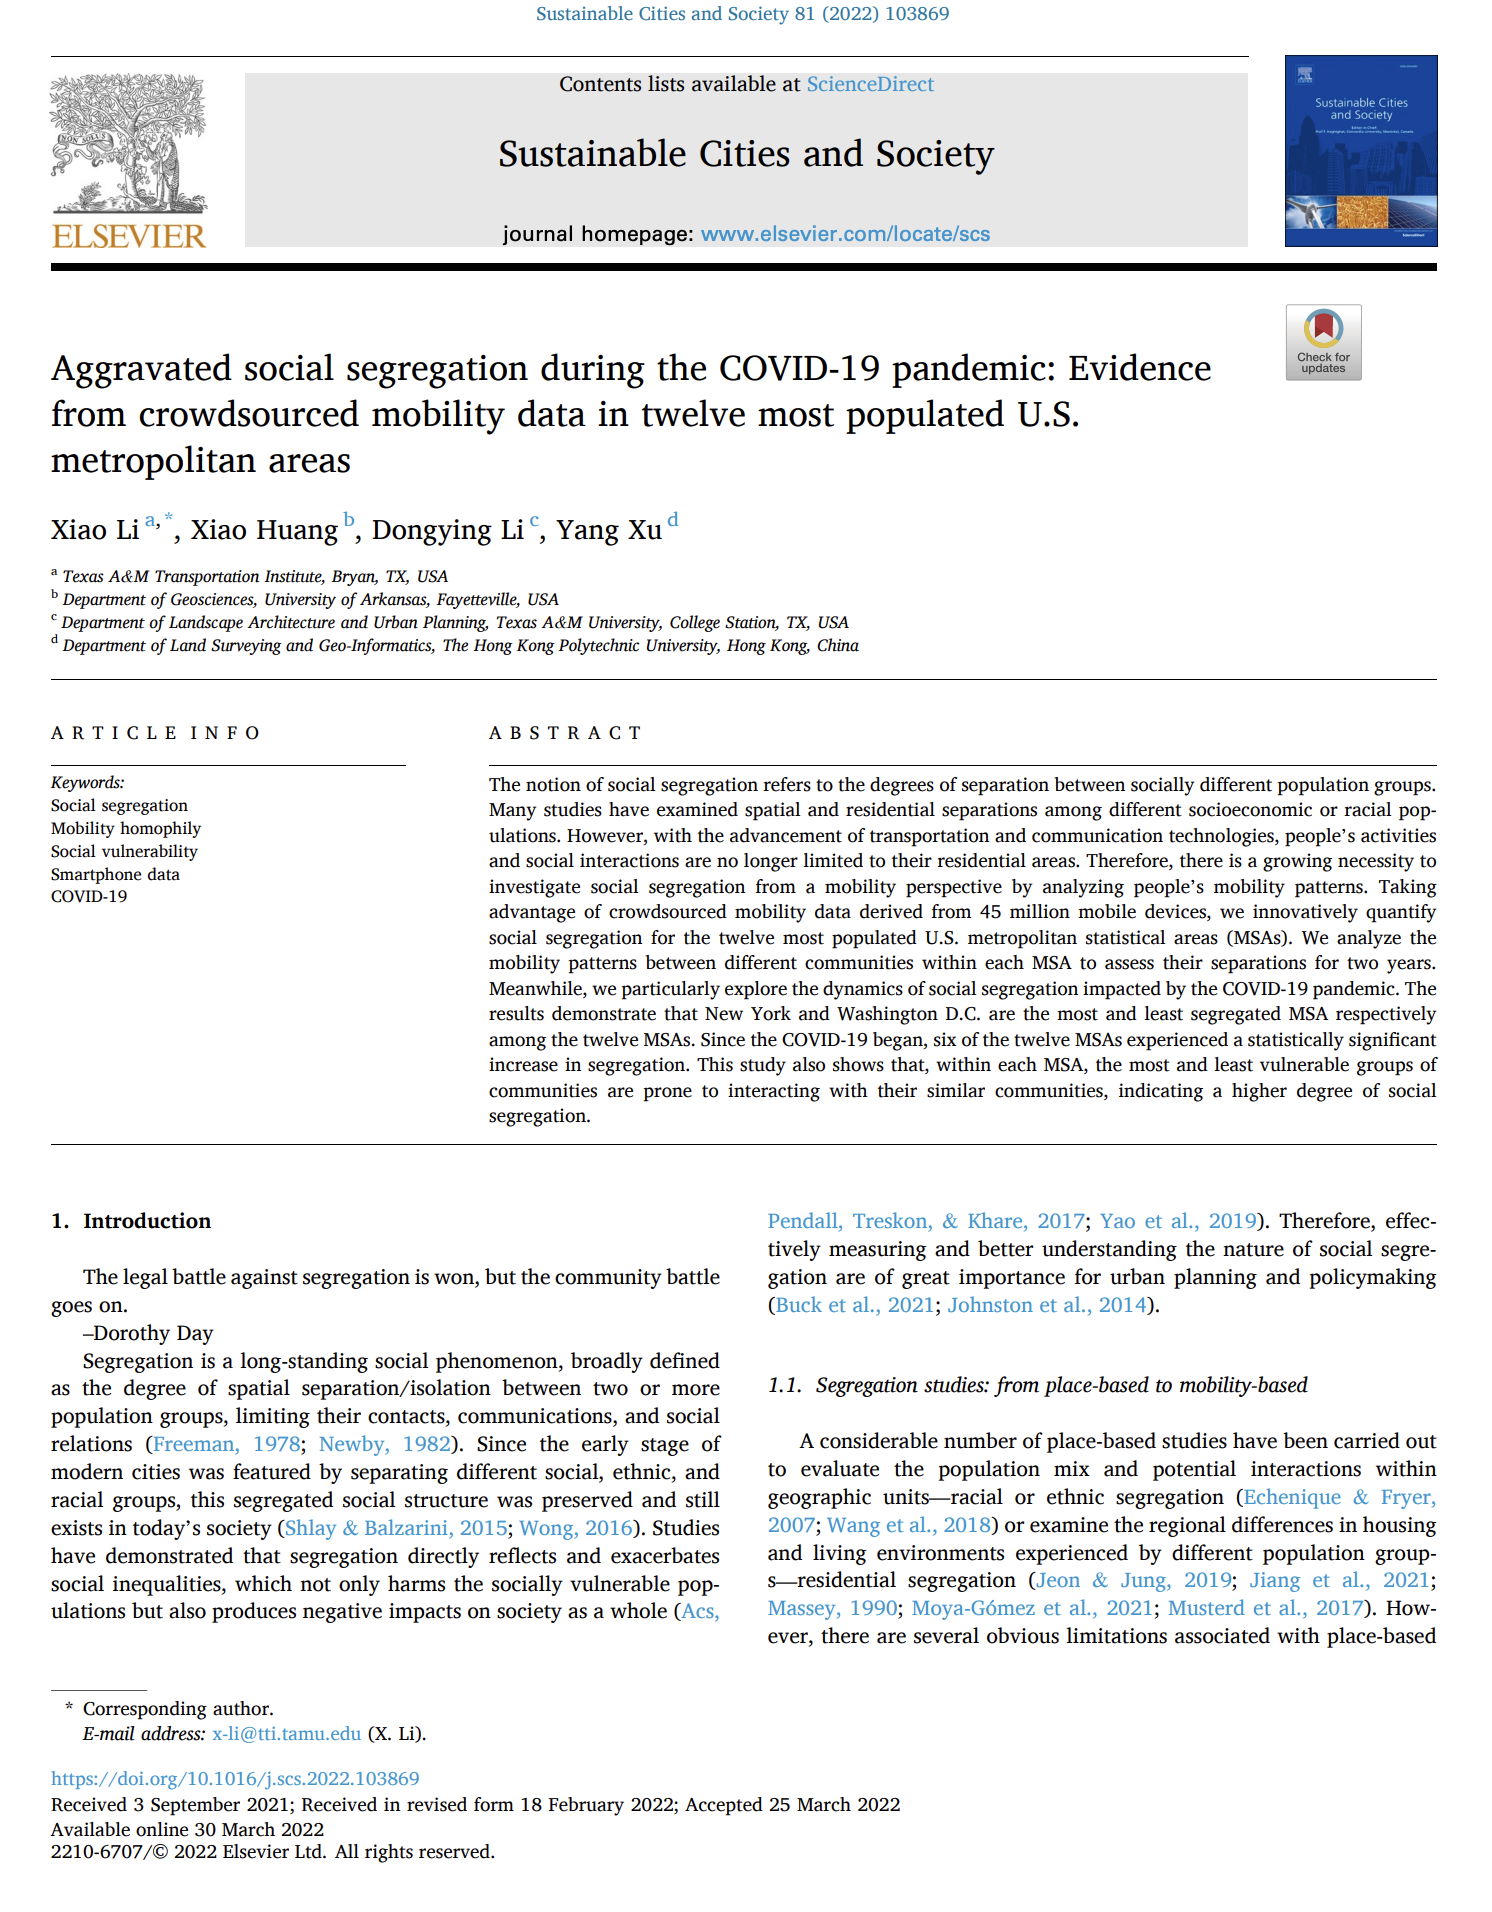 Sustainable Cities and Society 81 (2022) 103869
Contents lists available at ScienceDirect
Sustainable Cities and Society
journal homepage: www.elsevier.com/locate/scs
NON SOLUS
ELSEVIER
Sustainable Cities
and Society
Check for
updates
Aggravated social segregation during the COVID-19 pandemic: Evidence
from crowdsourced mobility data in twelve most populated U.S.
metropolitan areas
Xiao Li a,*, Xiao Huang b, Dongying Li c, Yang Xu d
a Texas A&M Transportation Institute, Bryan, TX, USA
b Department of Geosciences, University of Arkansas, Fayetteville, USA
c Department of Landscape Architecture and Urban Planning, Texas A&M University, College Station, TX, USA
d Department of Land Surveying and Geo-Informatics, The Hong Kong Polytechnic University, Hong Kong, China
ARTICLE INFO
Keywords:
Social segregation
Mobility homophily
Social vulnerability
Smartphone data
COVID-19
ABSTRACT
The notion of social segregation refers to the degrees of separation between socially different population groups.
Many studies have examined spatial and residential separations among different socioeconomic or racial pop-
ulations. However, with the advancement of transportation and communication technologies, people's activities
and social interactions are no longer limited to their residential areas. Therefore, there is a growing necessity to
investigate social segregation from a mobility perspective by analyzing people's mobility patterns. Taking
advantage of crowdsourced mobility data derived from 45 million mobile devices, we innovatively quantify
social segregation for the twelve most populated U.S. metropolitan statistical areas (MSAs). We analyze the
mobility patterns between different communities within each MSA to assess their separations for two years.
Meanwhile, we particularly explore the dynamics of social segregation impacted by the COVID-19 pandemic. The
results demonstrate that New York and Washington D.C. are the most and least segregated MSA respectively
among the twelve MSAs. Since the COVID-19 began, six of the twelve MSAs experienced a statistically significant
increase in segregation. This study also shows that, within each MSA, the most and least vulnerable groups of
communities are prone to interacting with their similar communities, indicating a higher degree of social
segregation.
1. Introduction
The legal battle against segregation is won, but the community battle
goes on.
–Dorothy Day
Segregation is a long-standing social phenomenon, broadly defined
as the degree of spatial separation/isolation between two or more
population groups, limiting their contacts, communications, and social
relations (Freeman, 1978; Newby, 1982). Since the early stage of
modern cities was featured by separating different social, ethnic, and
racial groups, this segregated social structure was preserved and still
exists in today's society (Shlay & Balzarini, 2015; Wong, 2016). Studies
have demonstrated that segregation directly reflects and exacerbates
social inequalities, which not only harms the socially vulnerable pop-
ulations but also produces negative impacts on society as a whole (Acs,
Pendall, Treskon, & Khare, 2017; Yao et al., 2019). Therefore, effec-
tively measuring and better understanding the nature of social segre-
gation are of great importance for urban planning and policymaking
(Buck et al., 2021; Johnston et al., 2014).
1.1. Segregation studies: from place-based to mobility-based
A considerable number of place-based studies have been carried out
to evaluate the population mix and potential interactions within
geographic units—racial or ethnic segregation (Echenique & Fryer,
2007; Wang et al., 2018) or examine the regional differences in housing
and living environments experienced by different population group-
s—residential segregation (Jeon & Jung, 2019; Jiang et al., 2021;
Massey, 1990; Moya-Gómez et al., 2021; Musterd et al., 2017). How-
ever, there are several obvious limitations associated with place-based
* Corresponding author.
E-mail address: x-li@tti.tamu.edu (X. Li).
https://doi.org/10.1016/j.scs.2022.103869
Received 3 September 2021; Received in revised form 18 February 2022; Accepted 25 March 2022
Available online 30 March 2022
2210-6707/© 2022 Elsevier Ltd. All rights reserved.